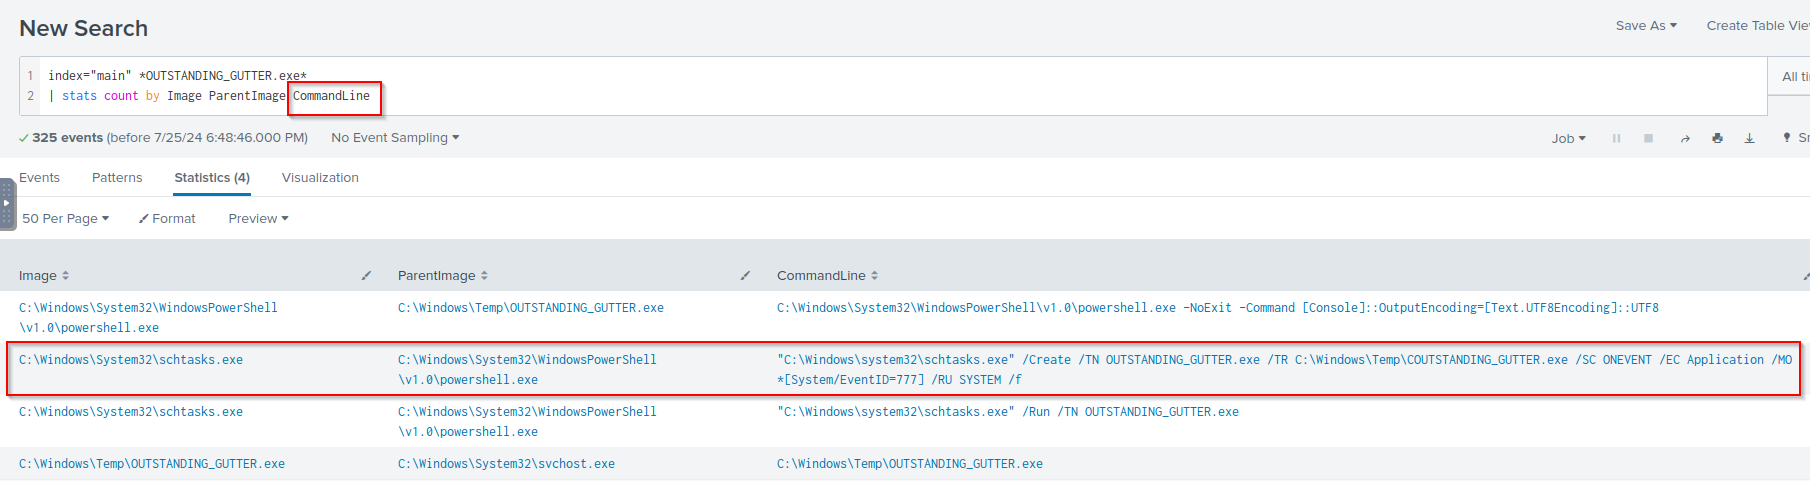 New Search
Save As
Create Table Vie
1 index="main" *OUTSTANDING_GUTTER.exe*
2 | stats count by Image ParentImage CommandLine
All ti
325 events (before 7/25/24 6:48:46.000 PM)
No Event Sampling
Job
Sr
Events
Patterns
Statistics (4)
Visualization
50 Per Page
Format
Preview
Image
ParentImage
CommandLine
C:\Windows\System32\WindowsPowerShell
\v1.0\powershell.exe
C:\Windows\Temp\OUTSTANDING_GUTTER.exe
C:\Windows\System32\WindowsPowerShell\v1.0\powershell.exe -NoExit -Command [Console]::OutputEncoding=[Text.UTF8Encoding]::UTF8
C:\Windows\System32\schtasks.exe
C:\Windows\System32\WindowsPowerShell
\v1.0\powershell.exe
"C:\Windows\system32\schtasks.exe" /Create /TN OUTSTANDING_GUTTER.exe /TR C:\Windows\Temp\COUTSTANDING_GUTTER.exe /SC ONEVENT /EC Application /MO
*[System/EventID=777] /RU SYSTEM /f
C:\Windows\System32\schtasks.exe
C:\Windows\System32\WindowsPowerShell
\v1.0\powershell.exe
"C:\Windows\system32\schtasks.exe" /Run /TN OUTSTANDING_GUTTER.exe
C:\Windows\Temp\OUTSTANDING_GUTTER.exe
C:\Windows\System32\svchost.exe
C:\Windows\Temp\OUTSTANDING_GUTTER.exe